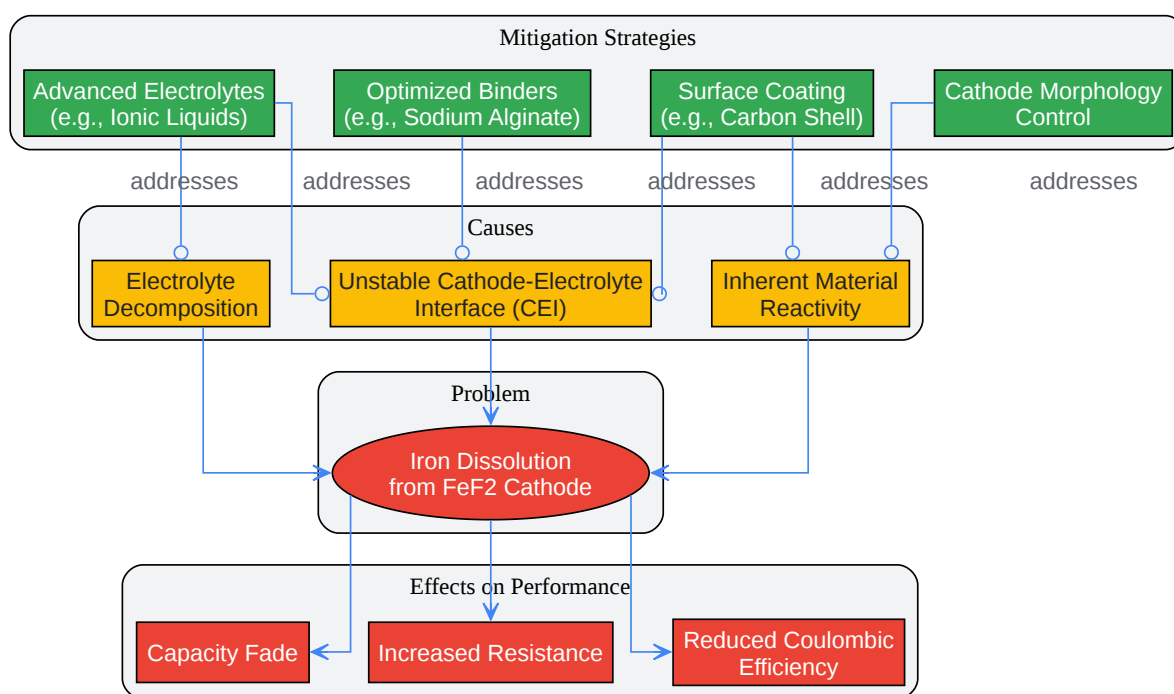 Mitigation Strategies
Advanced Electrolytes
(e.g., Ionic Liquids)
Optimized Binders
(e.g., Sodium Alginate)
Surface Coating
(e.g., Carbon Shell)
Cathode Morphology
Control
addresses
addresses
addresses
addresses
addresses
addresses
Causes
Electrolyte
Decomposition
Unstable Cathode-Electrolyte
Interface (CEI)
Inherent Material
Reactivity
Problem
Iron Dissolution
from FeF2 Cathode
Effects on Performance
Capacity Fade
Increased Resistance
Reduced Coulombic
Efficiency